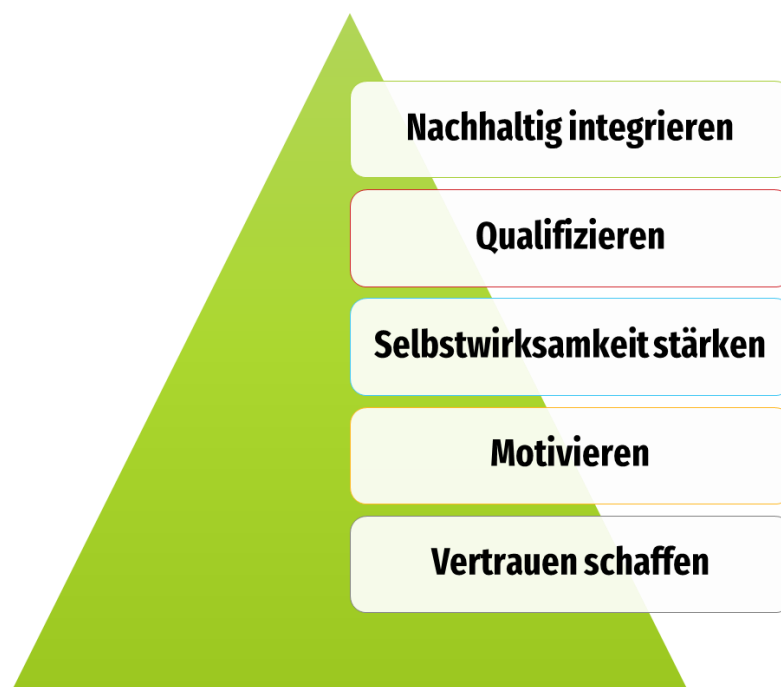 Nachhaltig integrieren
Qualifizieren
Selbstwirksamkeit stärken
Motivieren
Vertrauen schaffen